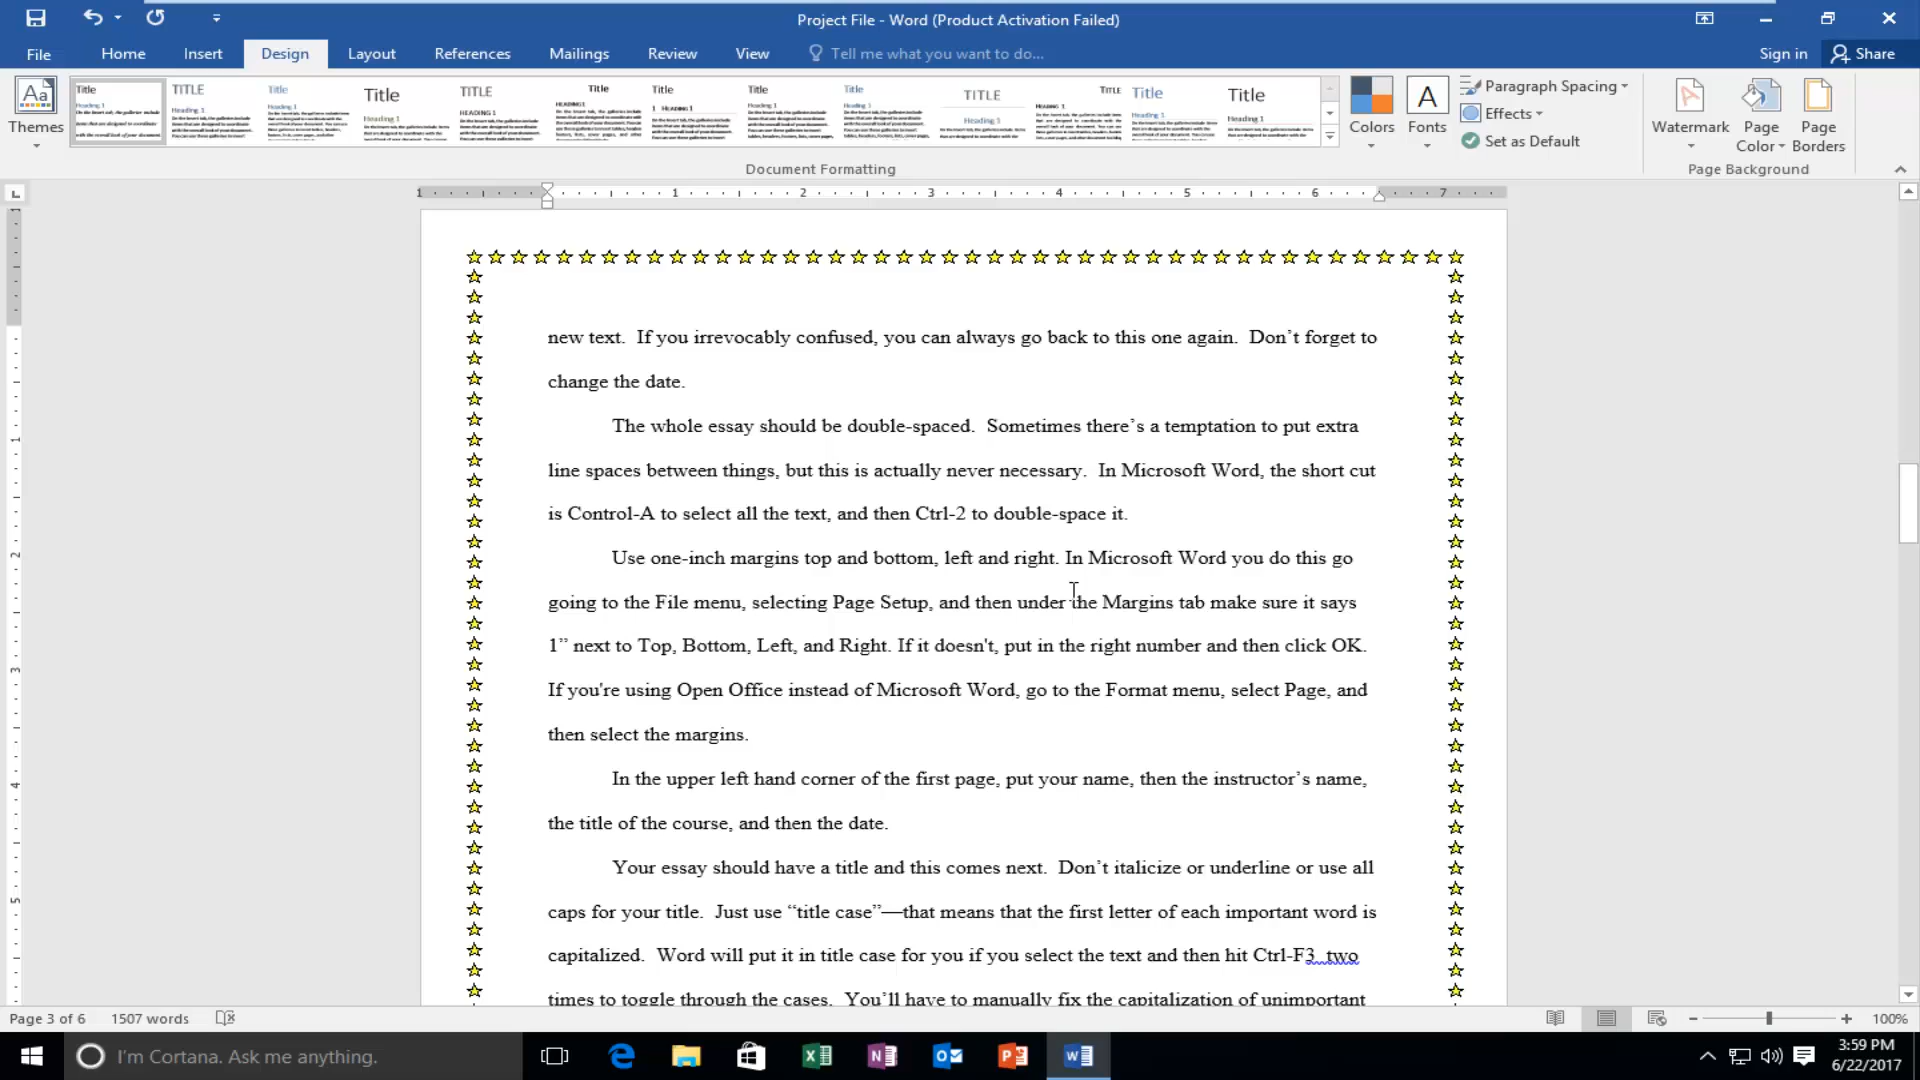 Project File - Word (Product Activation Failed)
File Home Insert Design Layout References Mailings Review View Tell me what you want to do... Sign in Share
Themes
Title TITLE Title Title TITLE Title Title Title Title TITLE TITLE Title Title
Heading 1 Heading 1 Heading 1 Heading 1 HEADING 1 HEADING 1 1 HEADING 1 Heading 1 Heading 1 Heading 1 HEADING 1 Heading 1 Heading 1
Colors
Fonts
Paragraph Spacing
Effects
Set as Default
Watermark
Page Color
Page Borders
Document Formatting
Page Background
1 1 2 3 4 5 6 7
new text.  If you irrevocably confused, you can always go back to this one again.  Don’t forget to
change the date.
The whole essay should be double-spaced.  Sometimes there’s a temptation to put extra
line spaces between things, but this is actually never necessary.  In Microsoft Word, the short cut
is Control-A to select all the text, and then Ctrl-2 to double-space it.
Use one-inch margins top and bottom, left and right. In Microsoft Word you do this go
going to the File menu, selecting Page Setup, and then under the Margins tab make sure it says
1” next to Top, Bottom, Left, and Right. If it doesn't, put in the right number and then click OK.
If you're using Open Office instead of Microsoft Word, go to the Format menu, select Page, and
then select the margins.
In the upper left hand corner of the first page, put your name, then the instructor’s name,
the title of the course, and then the date.
Your essay should have a title and this comes next.  Don’t italicize or underline or use all
caps for your title.  Just use “title case”—that means that the first letter of each important word is
capitalized.  Word will put it in title case for you if you select the text and then hit Ctrl-F3  two
times to toggle through the cases.  You’ll have to manually fix the capitalization of unimportant
1
2
3
4
5
Page 3 of 6 1507 words 100%
I'm Cortana. Ask me anything.
3:59 PM
6/22/2017